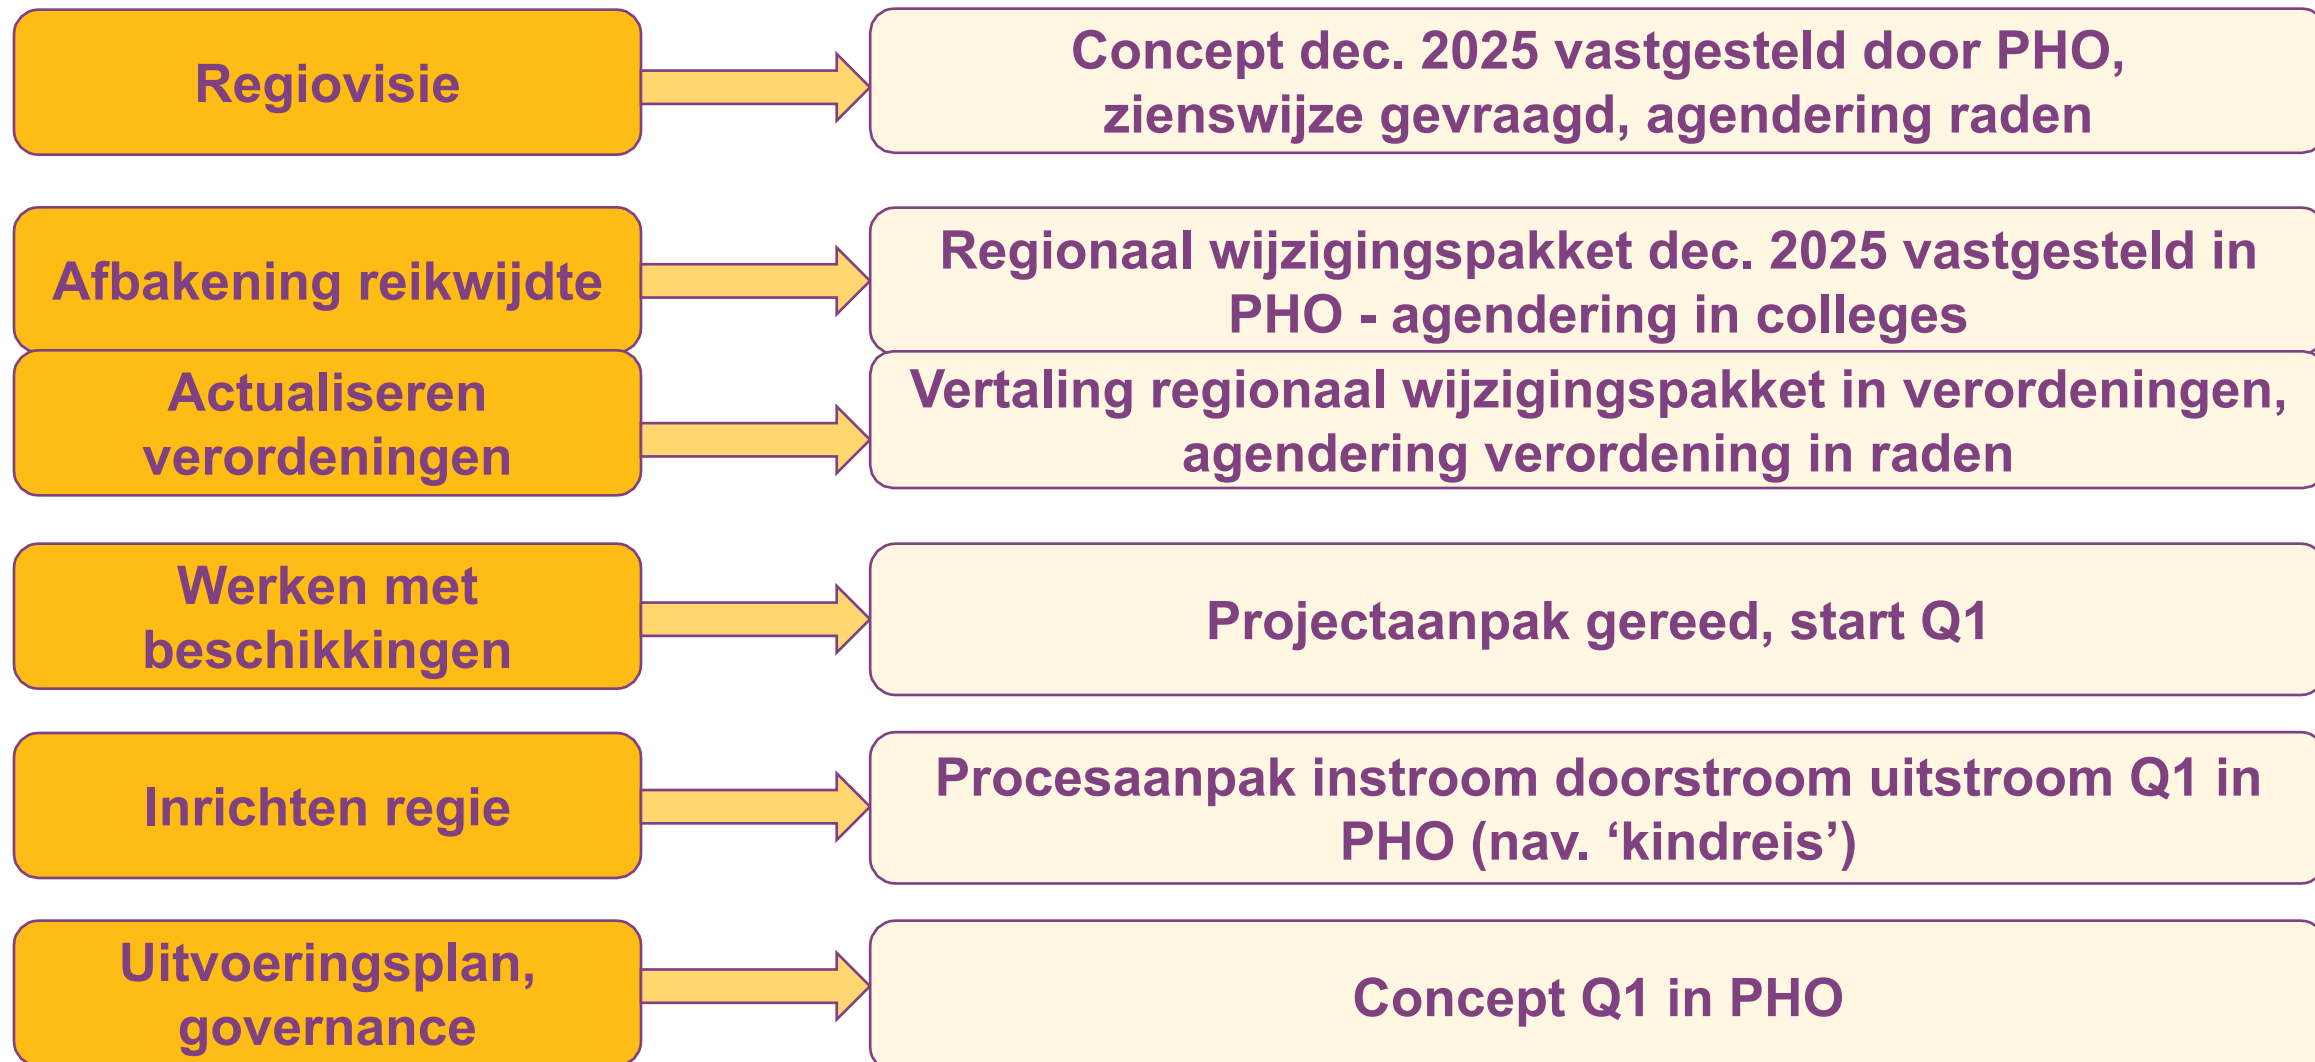 Regiovisie
Concept dec. 2025 vastgesteld door PHO,
zienswijze gevraagd, agendering raden
Afbakening reikwijdte
Regionaal wijzigingspakket dec. 2025 vastgesteld in
PHO - agendering in colleges
Actualiseren
verordeningen
Vertaling regionaal wijzigingspakket in verordeningen,
agendering verordening in raden
Werken met
beschikkingen
Projectaanpak gereed, start Q1
Inrichten regie
Procesaanpak instroom doorstroom uitstroom Q1 in
PHO (nav. ‘kindreis’)
Uitvoeringsplan,
governance
Concept Q1 in PHO